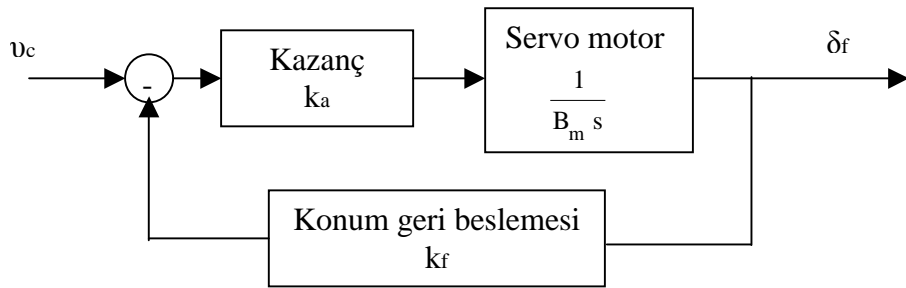 υc
-
Kazanç
ka
Servo motor
1
Bm s
δf
Konum geri beslemesi
kf